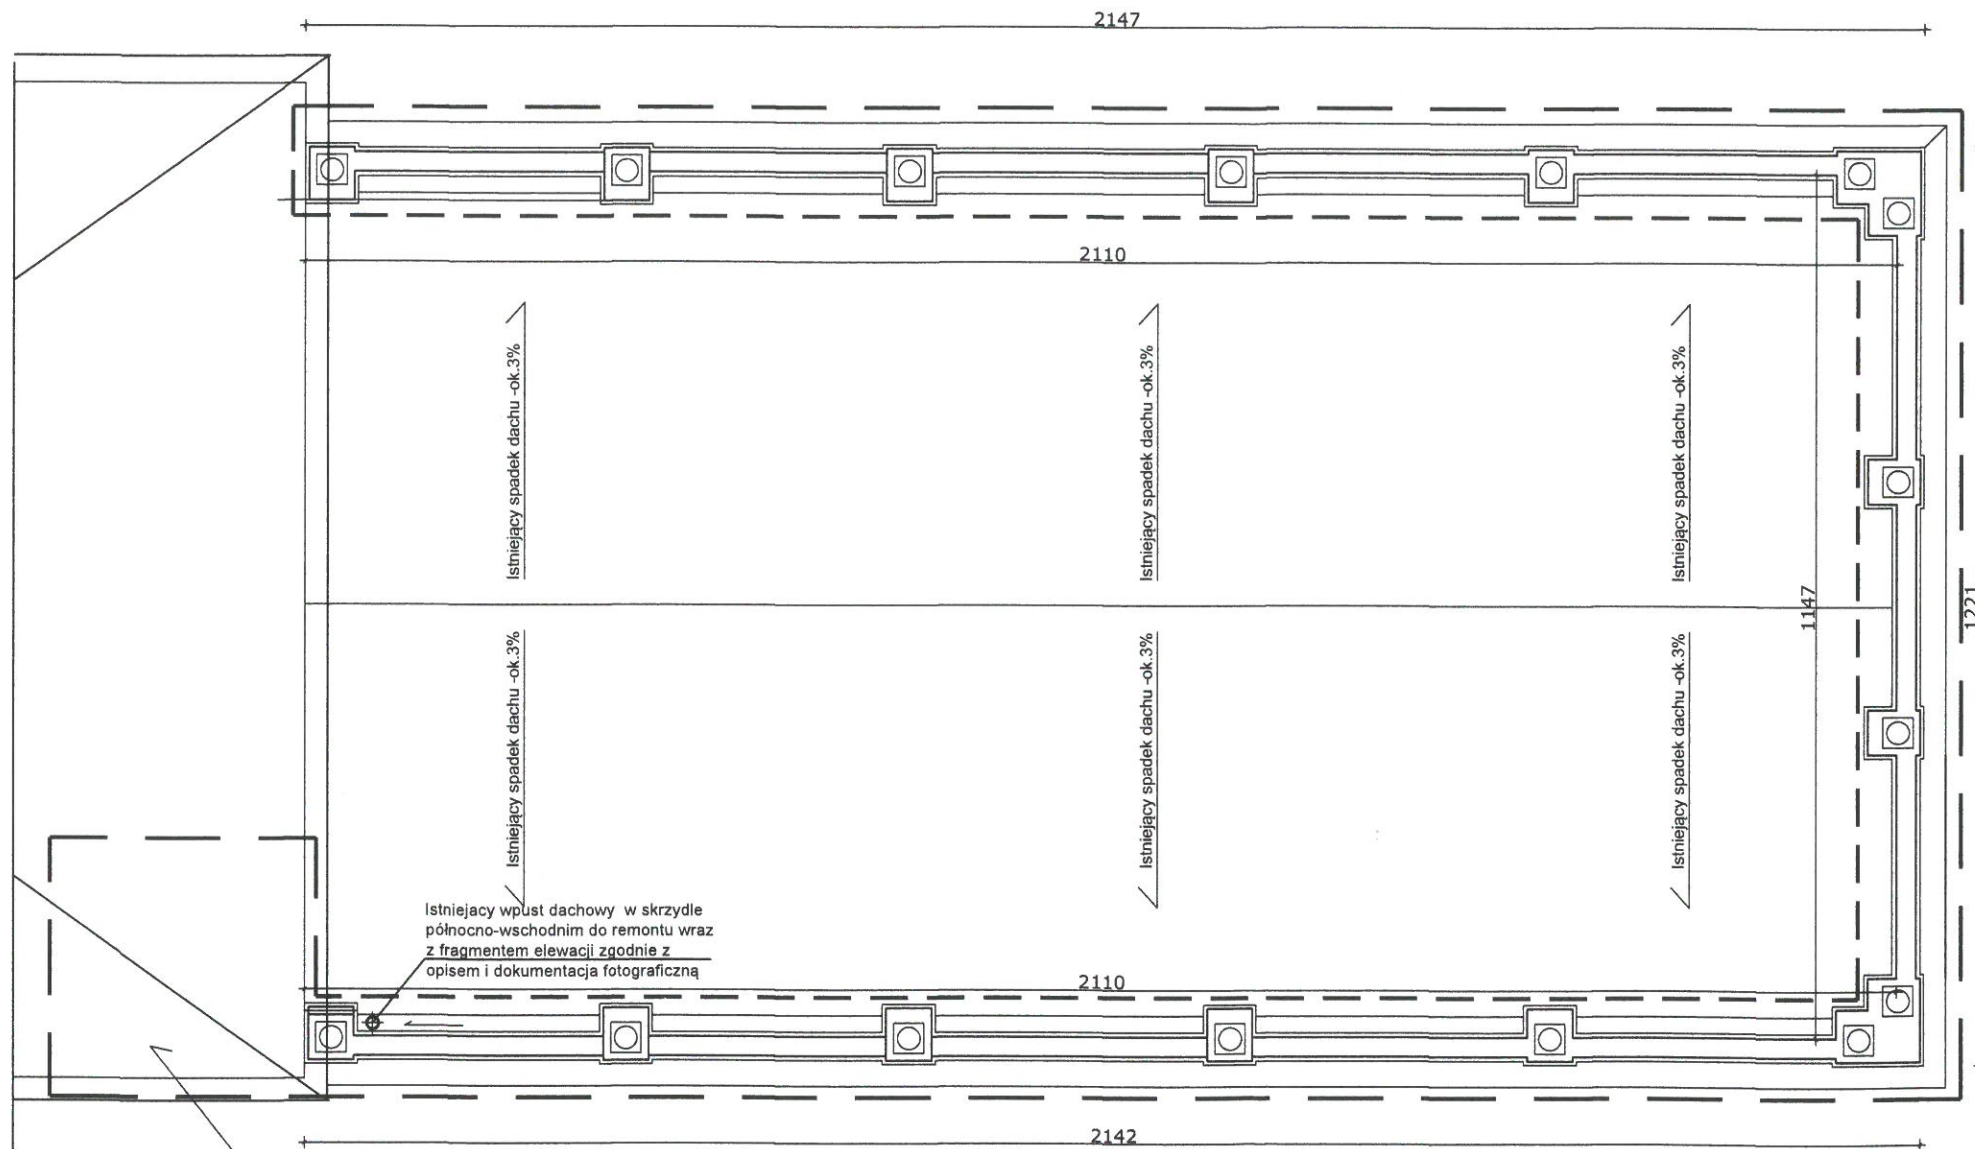 2147
2110
Istniejący spadek dachu -ok.3%
Istniejący spadek dachu -ok.3%
Istniejący spadek dachu -ok.3%
1147
1221
Istniejący spadek dachu -ok.3%
Istniejący spadek dachu -ok.3%
Istniejący spadek dachu -ok.3%
Istniejacy wpust dachowy w skrzydle
północno-wschodnim do remontu wraz
z fragmentem elewacji zgodnie z
opisem i dokumentacja fotograficzną
2110
2142